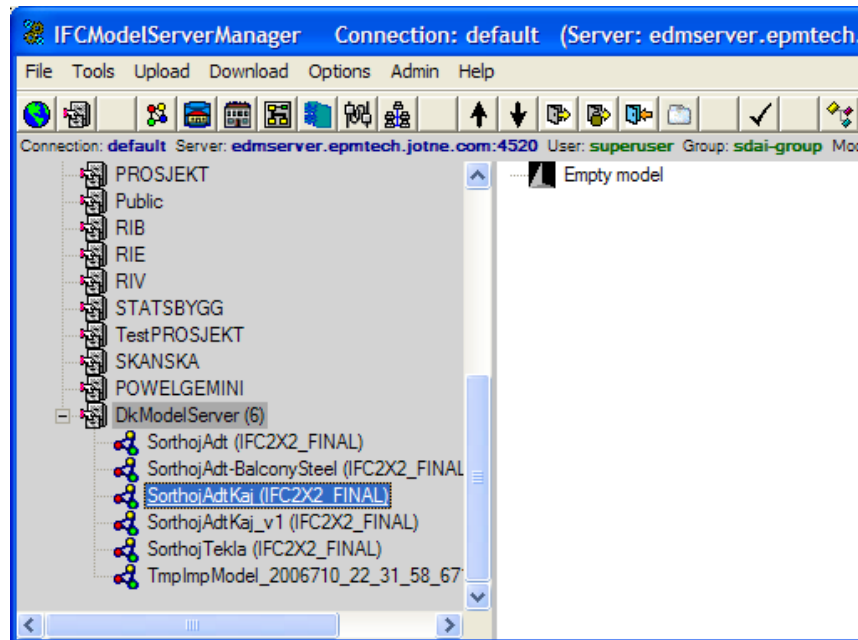 IFCModelServerManager Connection: default (Server: edmserver.epmtech.
File Tools Upload Download Options Admin Help
Connection: default Server: edmserver.epmtech.jotne.com:4520 User: superuser Group: sdai-group Mod
PROSJEKT
Public
RIB
RIE
RIV
STATSBYGG
TestPROSJEKT
SKANSKA
POWELGEMINI
DkModelServer (6)
SorthojAdt (IFC2X2_FINAL)
SorthojAdt-BalconySteel (IFC2X2_FINAL
SorthojAdtKaj (IFC2X2_FINAL)
SorthojAdtKaj_v1 (IFC2X2_FINAL)
SorthojTekla (IFC2X2_FINAL)
TmpImpModel_2006710_22_31_58_67
Empty model